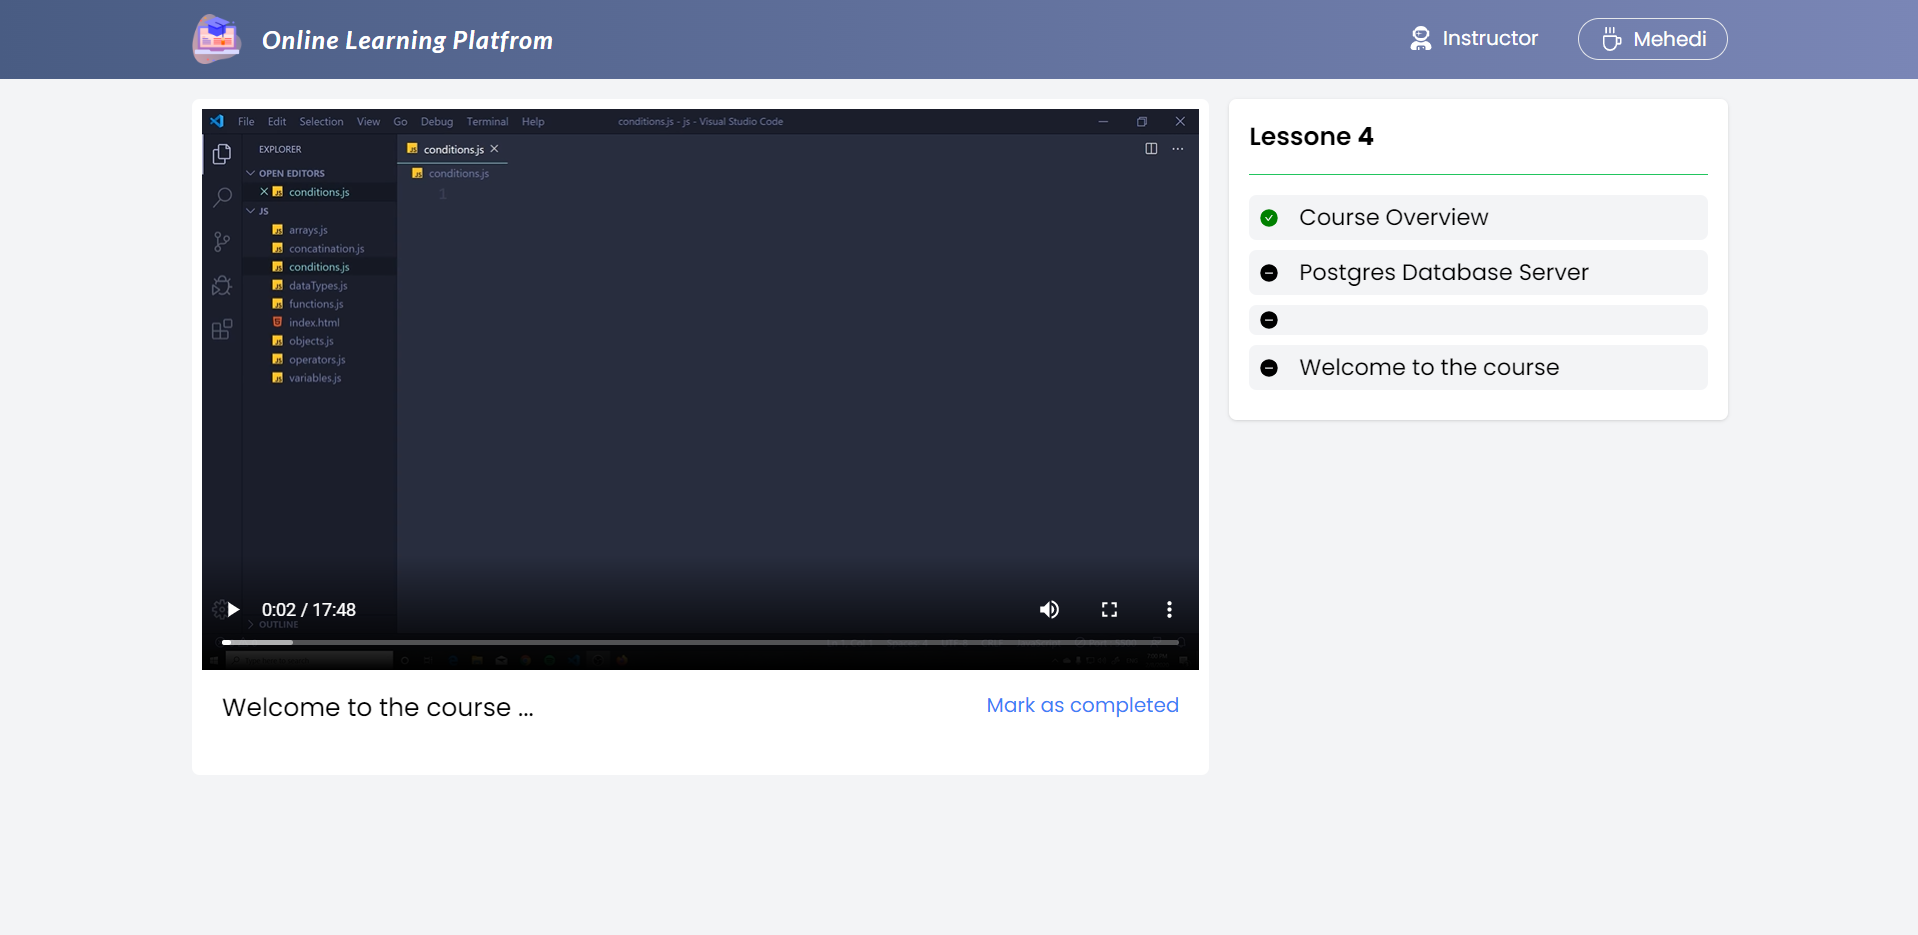 Online Learning Platfrom
Instructor
Mehedi
File Edit Selection View Go Debug Terminal Help
conditions.js - js - Visual Studio Code
EXPLORER
OPEN EDITORS
conditions.js
JS
arrays.js
concatination.js
conditions.js
dataTypes.js
functions.js
index.html
objects.js
operators.js
variables.js
OUTLINE
conditions.js
conditions.js
1
0:02 / 17:48
Welcome to the course ...
Mark as completed
Lessone 4
Course Overview
Postgres Database Server
Welcome to the course